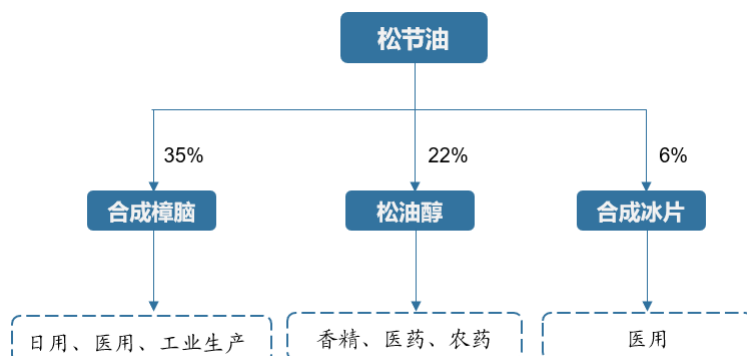 松节油
35%
22%
6%
合成樟脑
松油醇
合成冰片
日用、医用、工业生产
香精、医药、农药
医用